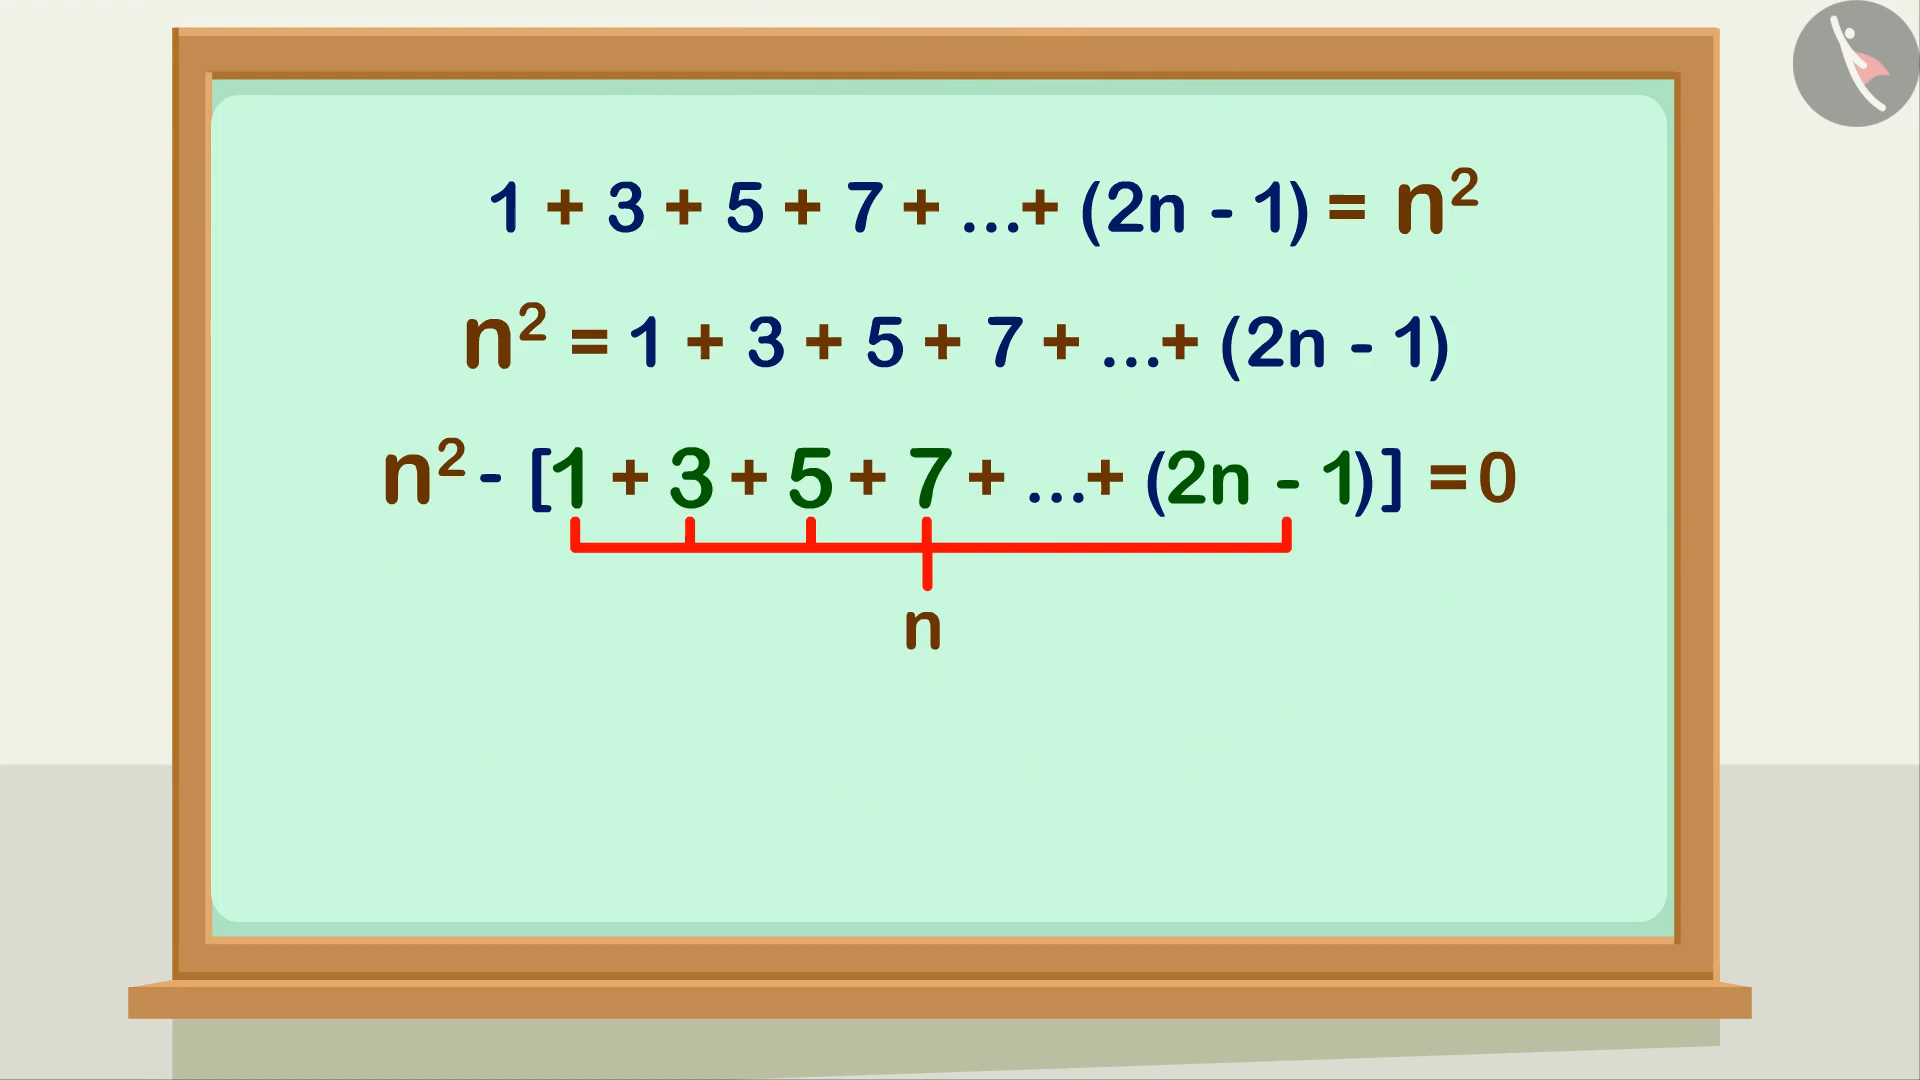 1 + 3 + 5 + 7 + ...+ (2n - 1) = n²
n² = 1 + 3 + 5 + 7 + ...+ (2n - 1)
n² - [1 + 3 + 5 + 7 + ...+ (2n - 1)] = 0
n